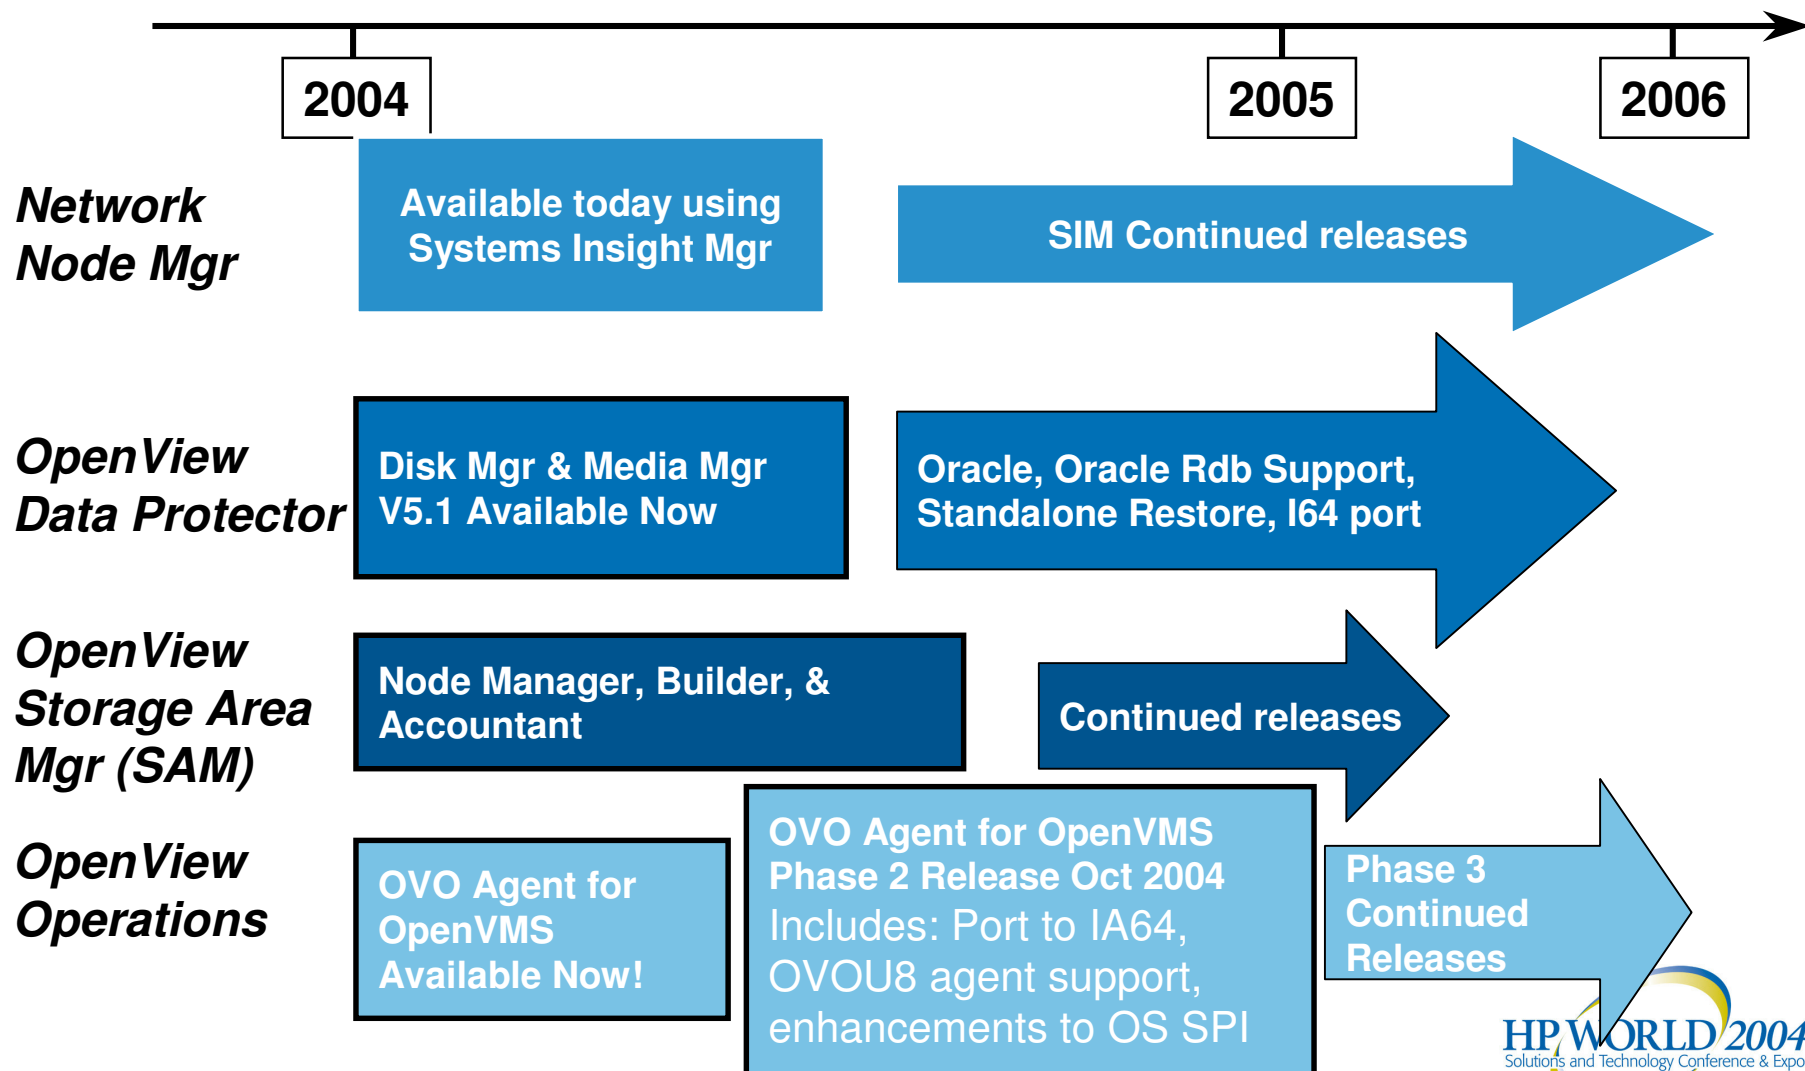 2004
2005
2006
Network
Node Mgr
Available today using
Systems Insight Mgr
SIM Continued releases
OpenView
Data Protector
Disk Mgr & Media Mgr
V5.1 Available Now
Oracle, Oracle Rdb Support,
Standalone Restore, I64 port
OpenView
Storage Area
Mgr (SAM)
Node Manager, Builder, &
Accountant
Continued releases
OpenView
Operations
OVO Agent for
OpenVMS
Available Now!
OVO Agent for OpenVMS
Phase 2 Release Oct 2004
Includes: Port to IA64,
OVOU8 agent support,
enhancements to OS SPI
Phase 3
Continued
Releases
HP WORLD 2004
Solutions and Technology Conference & Expo